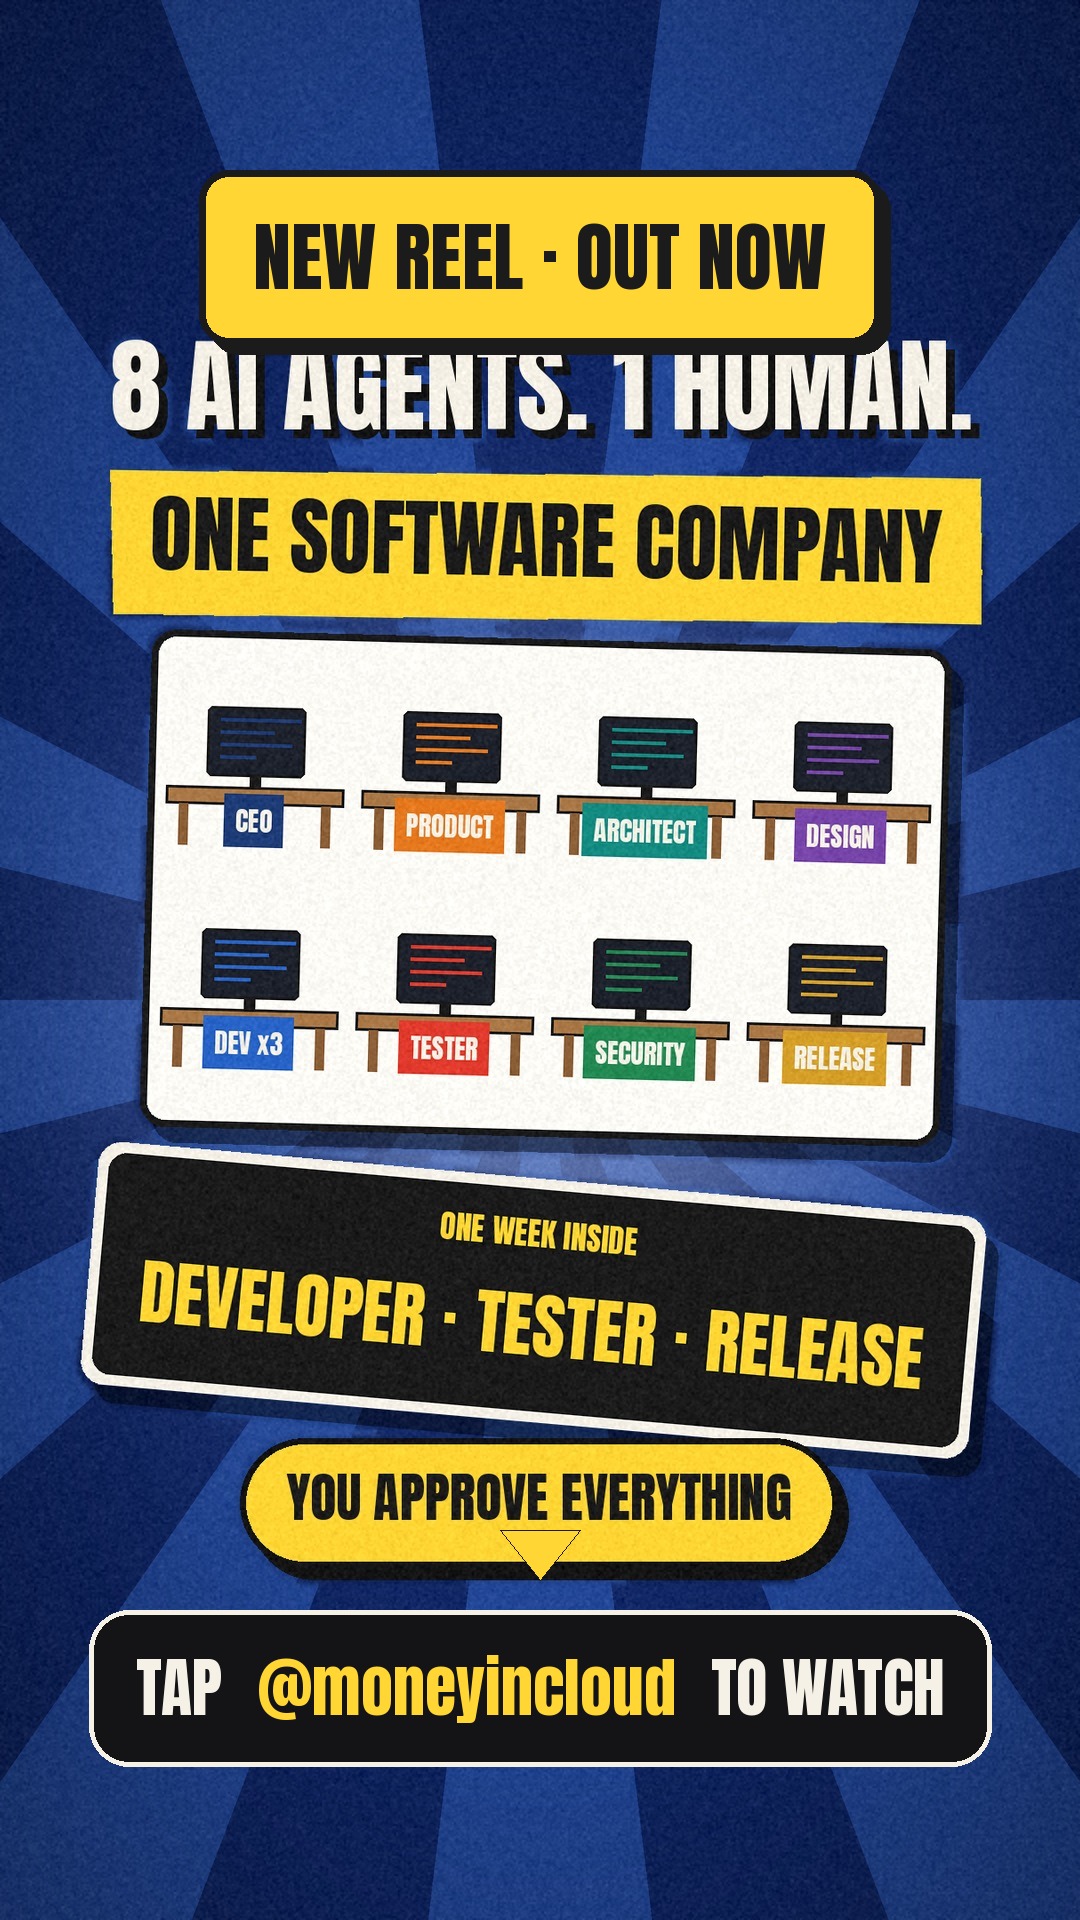 NEW REEL · OUT NOW
8 AI AGENTS. 1 HUMAN.
ONE SOFTWARE COMPANY
CEO
PRODUCT
ARCHITECT
DESIGN
DEV x3
TESTER
SECURITY
RELEASE
ONE WEEK INSIDE
DEVELOPER · TESTER · RELEASE
YOU APPROVE EVERYTHING
TAP @moneyincloud TO WATCH